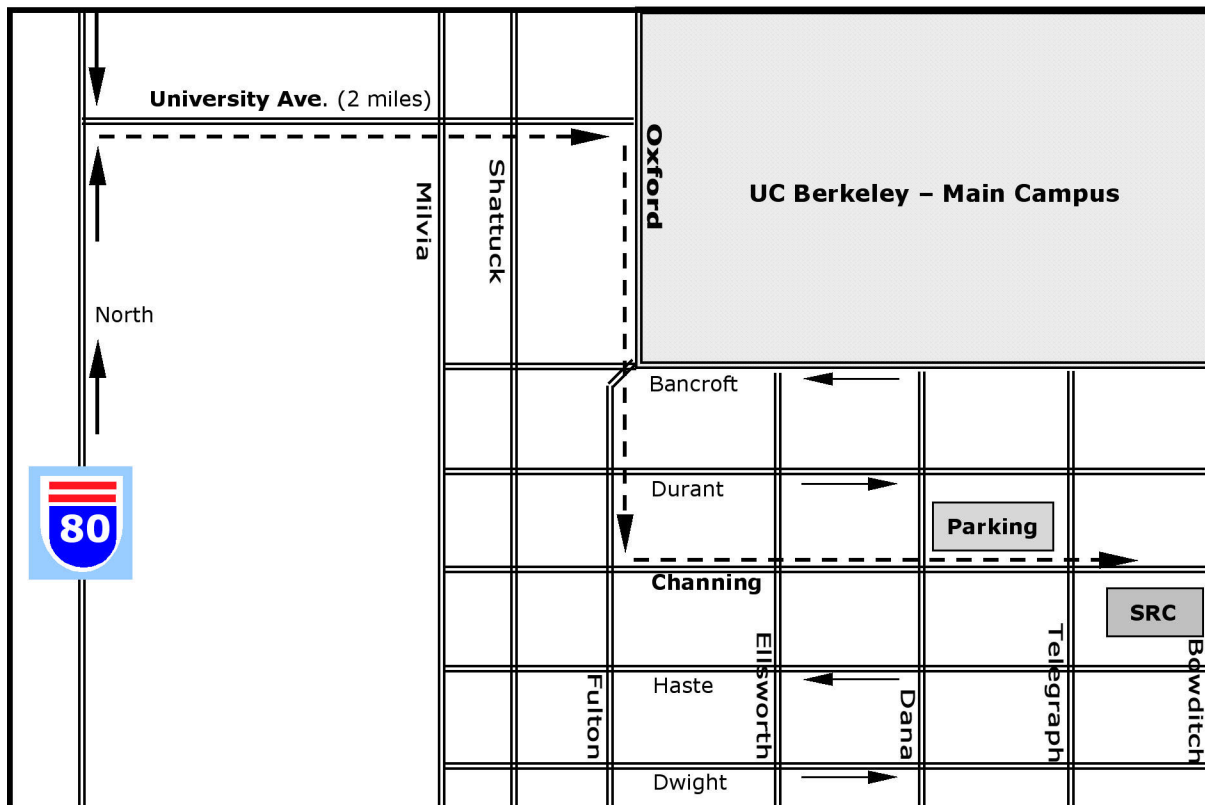 University Ave. (2 miles)
Oxford
Milvia
Shattuck
UC Berkeley – Main Campus
North
Bancroft
80
Durant
Parking
Channing
SRC
Fulton
Ellsworth
Dana
Telegraph
Bowditch
Haste
Dwight